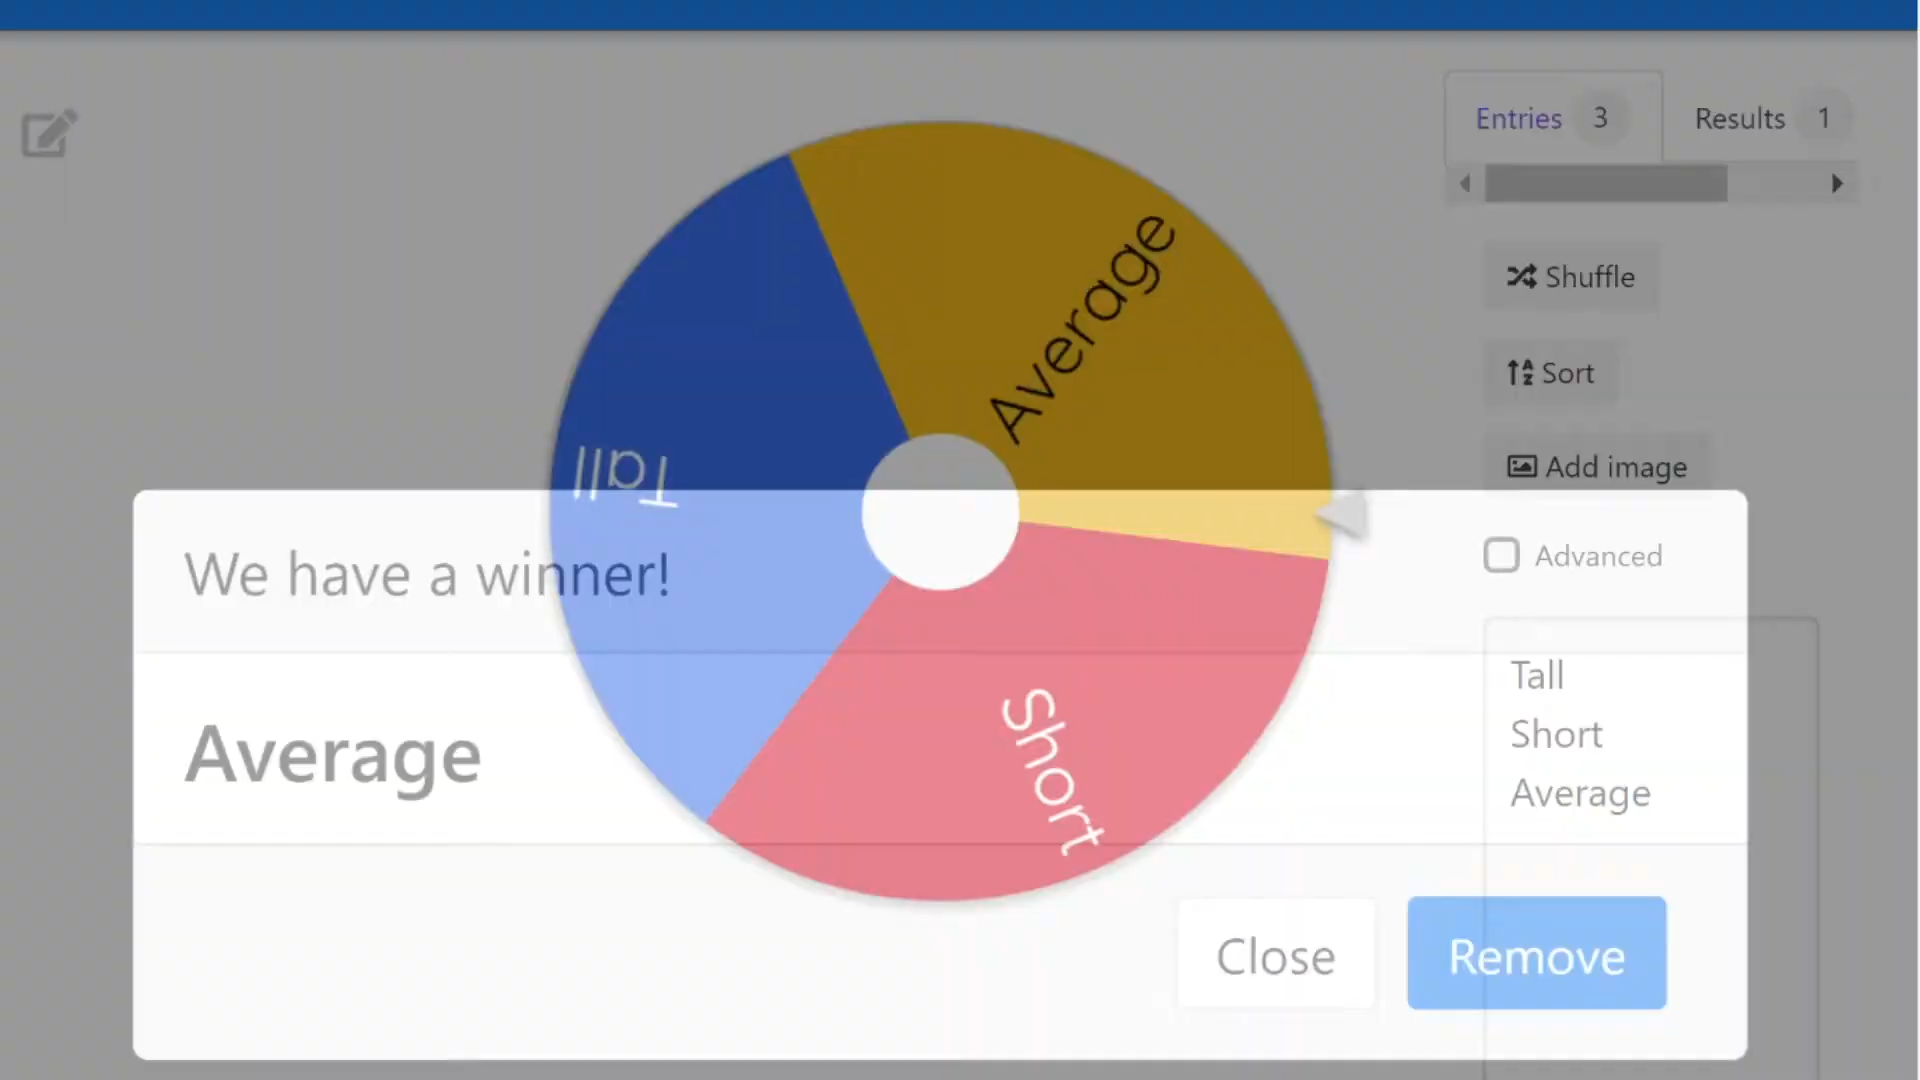 Entries 3 Results 1
Average
Shuffle
Sort
Tall
Add image
We have a winner!
Advanced
Average
Short
Tall
Short
Average
Close Remove